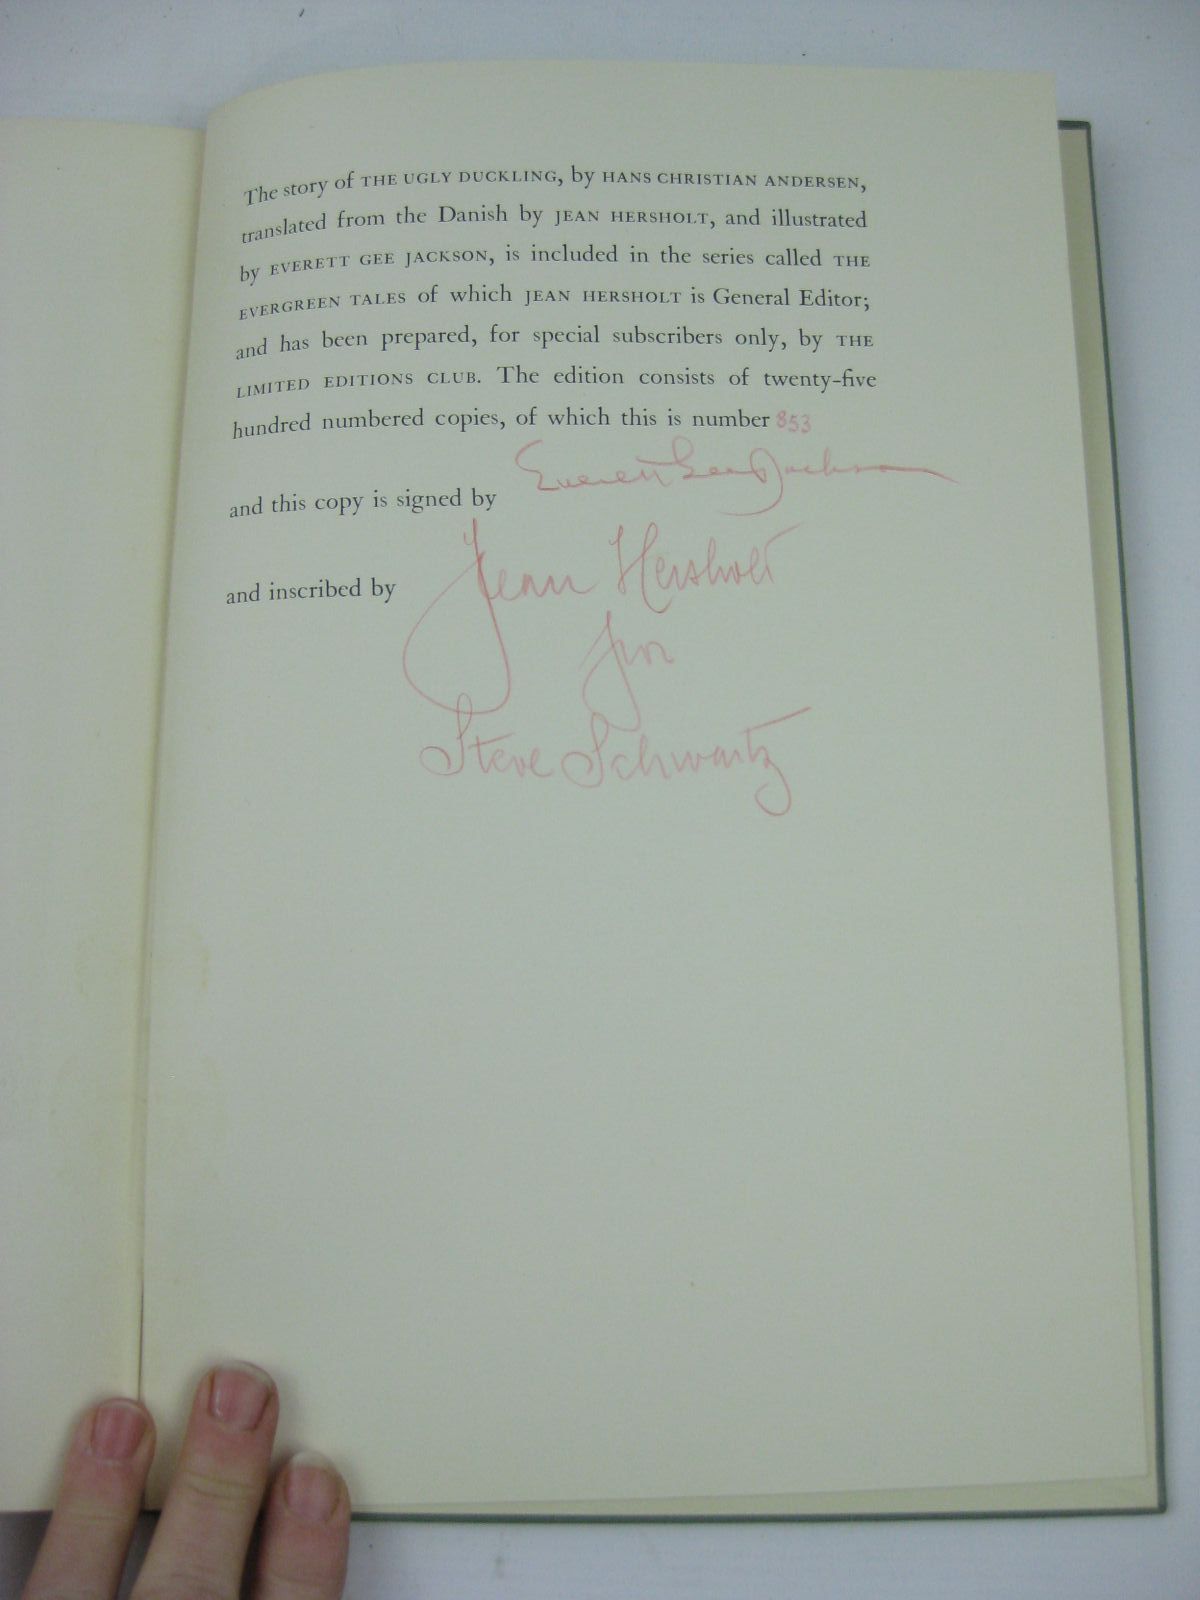 The story of THE UGLY DUCKLING, by HANS CHRISTIAN ANDERSEN,
translated from the Danish by JEAN HERSHOLT, and illustrated
by EVERETT GEE JACKSON, is included in the series called THE
EVERGREEN TALES of which JEAN HERSHOLT is General Editor;
and has been prepared, for special subscribers only, by THE
LIMITED EDITIONS CLUB. The edition consists of twenty-five
hundred numbered copies, of which this is number 853
and this copy is signed by Everett Gee Jackson
and inscribed by Jean Hersholt
for
Steve Schwartz